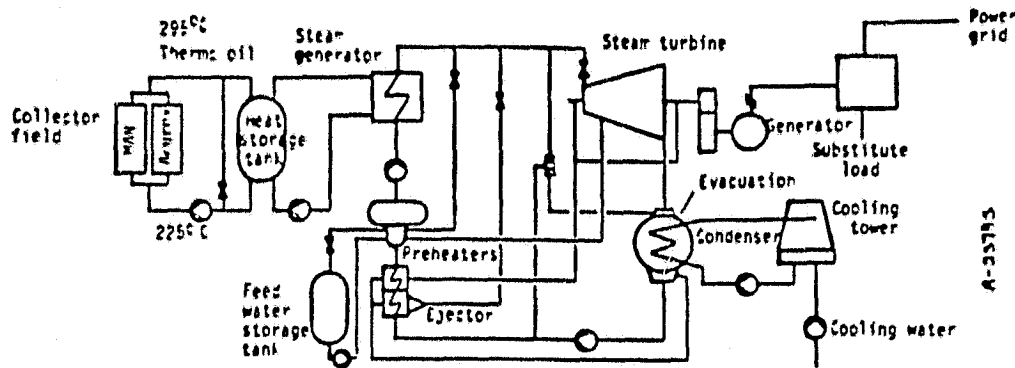 295°C
Thermo oil
Steam
generator
Steam turbine
Power
grid
Collector
field
MAN
Heat
storage
tank
Generator
Substitute
load
225°C
Evacuation
Condenser
Cooling
tower
Preheaters
Feed
water
storage
tank
Ejector
Cooling water